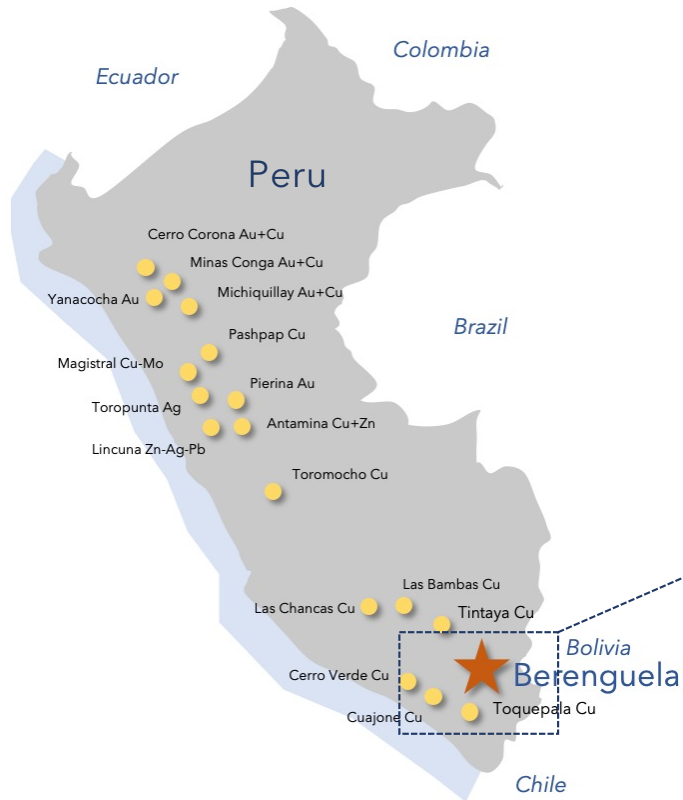 Colombia
Ecuador
Peru
Cerro Corona Au+Cu
Minas Conga Au+Cu
Michiquillay Au+Cu
Yanacocha Au
Brazil
Pashpap Cu
Magistral Cu-Mo
Pierina Au
Toropunta Ag
Antamina Cu+Zn
Lincuna Zn-Ag-Pb
Toromocho Cu
Las Bambas Cu
Las Chancas Cu
Tintaya Cu
Bolivia
Berenguela
Cerro Verde Cu
Toquepala Cu
Cuajone Cu
Chile